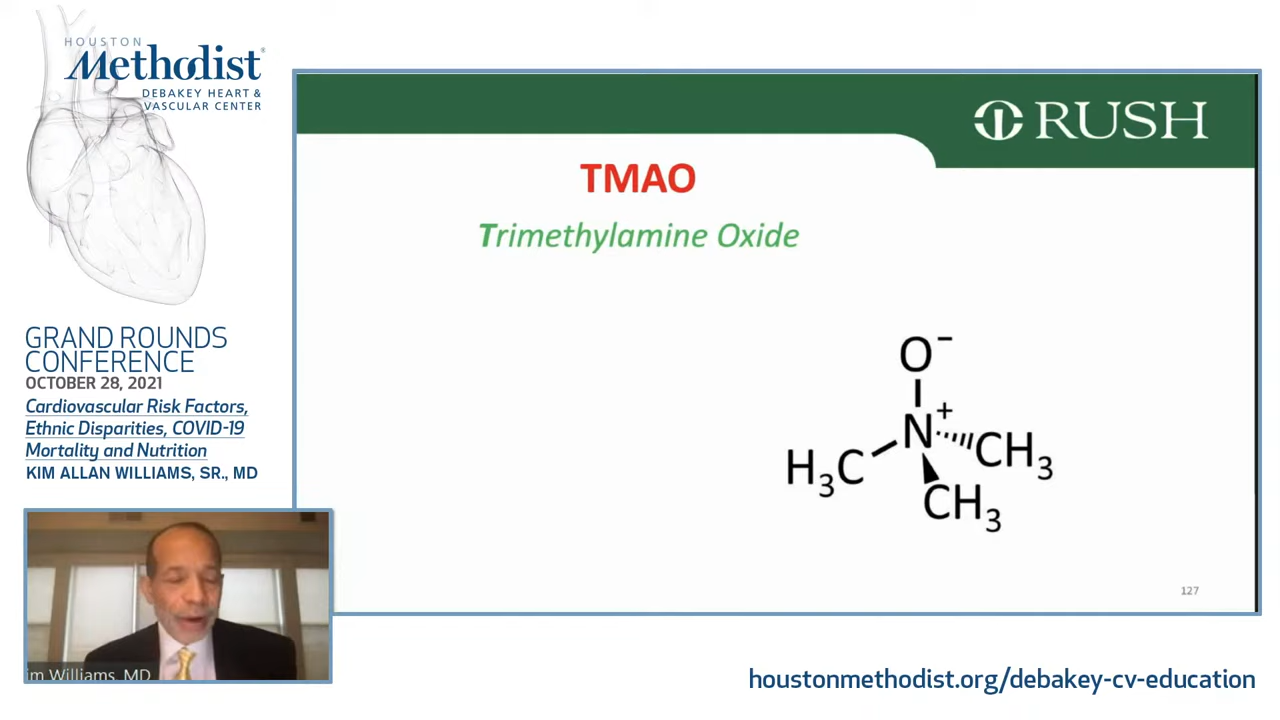 HOUSTON
Methodist®
DEBAKEY HEART &
VASCULAR CENTER
GRAND ROUNDS
CONFERENCE
OCTOBER 28, 2021
Cardiovascular Risk Factors,
Ethnic Disparities, COVID-19
Mortality and Nutrition
KIM ALLAN WILLIAMS, SR., MD
im Williams, MD
RUSH
TMAO
Trimethylamine Oxide
O−
N+
H3C
CH3
CH3
127
houstonmethodist.org/debakey-cv-education